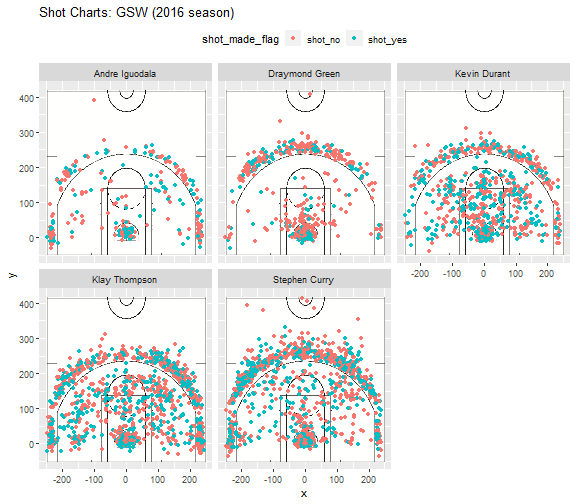 Shot Charts: GSW (2016 season)
shot_made_flag shot_no shot_yes
Andre Iguodala Draymond Green Kevin Durant
400
300
200
100
0
-200 -100 0 100 200
Klay Thompson Stephen Curry
400
300
200
100
0
-200 -100 0 100 200 -200 -100 0 100 200
y
x